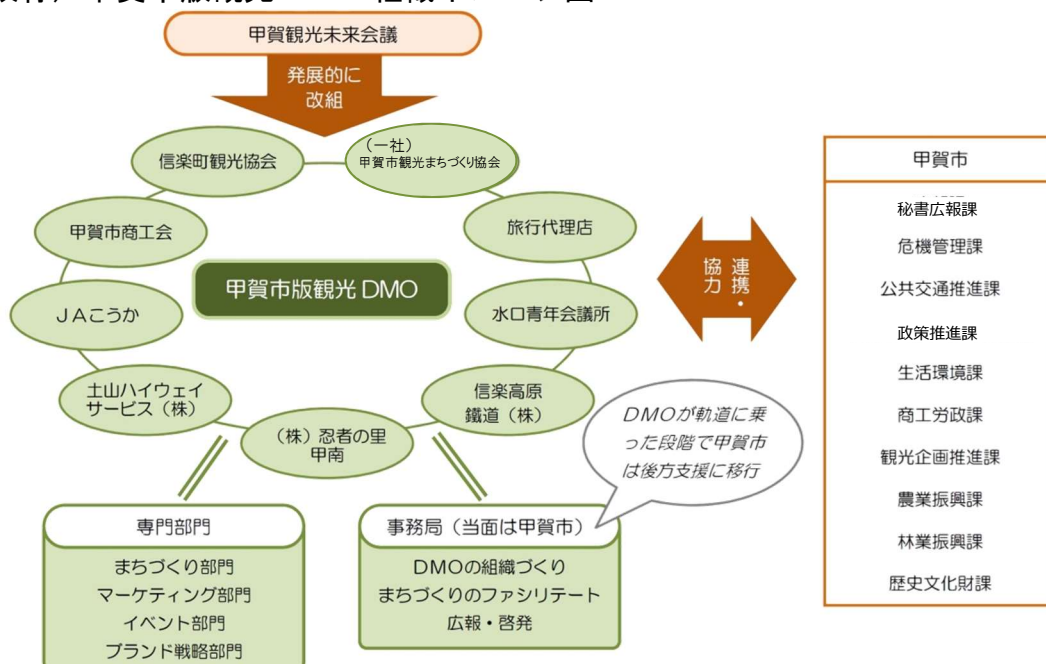 甲賀観光未来会議
発展的に
改組
信楽町観光協会
（一社）
甲賀市観光まちづくり協会
甲賀市商工会
旅行代理店
甲賀市版観光 DMO
ＪＡこうか
水口青年会議所
土山ハイウェイ
サービス（株）
信楽高原
鐵道（株）
（株）忍者の里
甲南
連携・
協力
DMOが軌道に乗
った段階で甲賀市
は後方支援に移行
専門部門
まちづくり部門
マーケティング部門
イベント部門
ブランド戦略部門
事務局（当面は甲賀市）
DMOの組織づくり
まちづくりのファシリテート
広報・啓発
甲賀市
秘書広報課
危機管理課
公共交通推進課
政策推進課
生活環境課
商工労政課
観光企画推進課
農業振興課
林業振興課
歴史文化財課